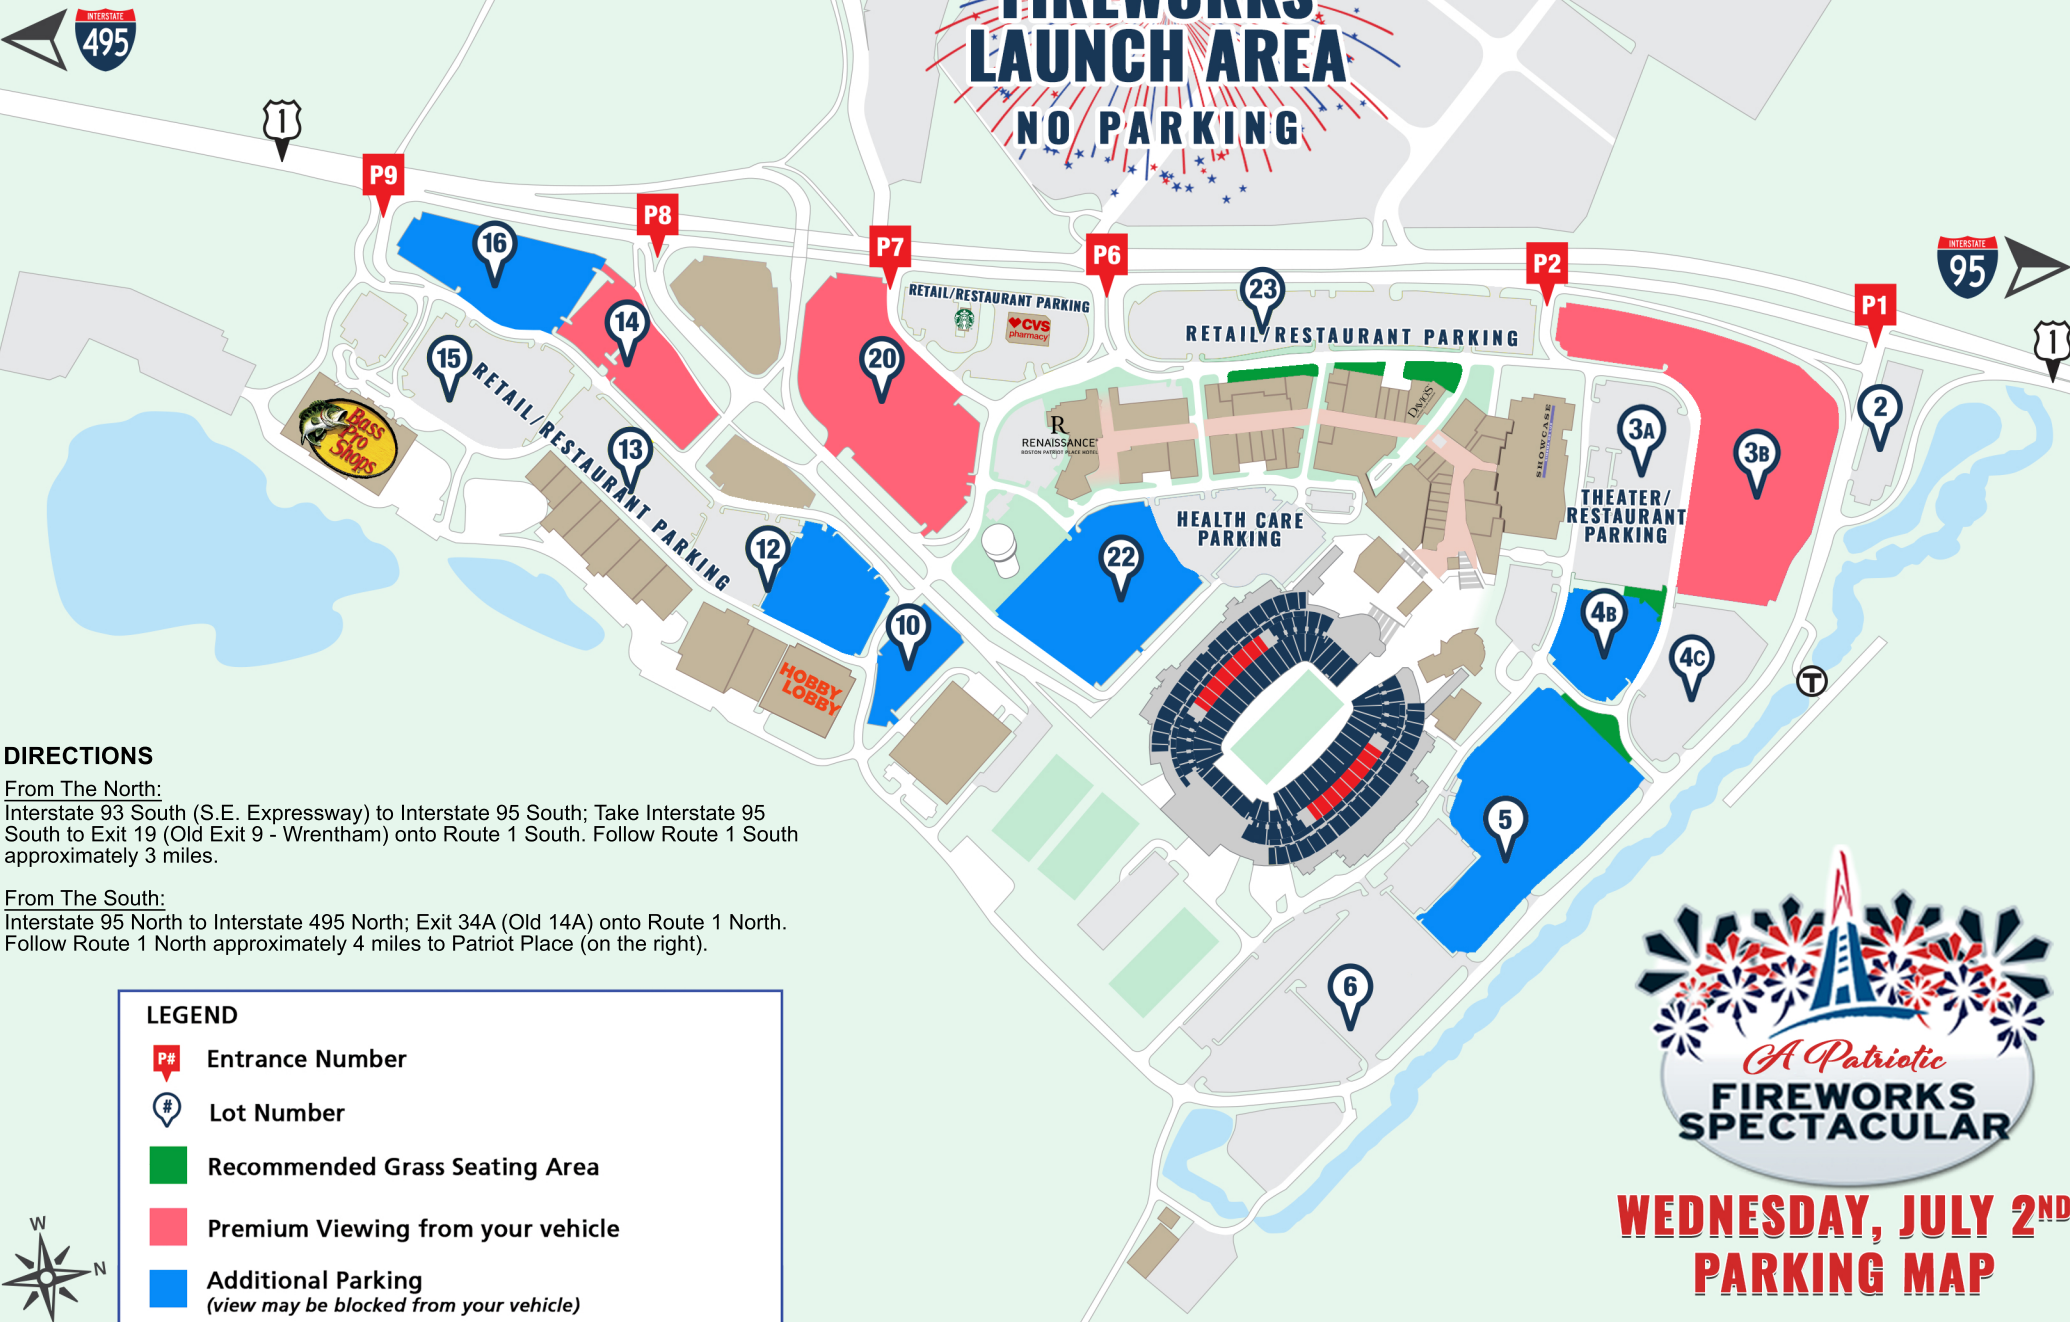 INTERSTATE
495
FIREWORKS
LAUNCH AREA
NO PARKING
1
P9
P8
P7
P6
P2
P1
INTERSTATE
95
1
16
14
15
13
12
10
20
22
23
2
3A
3B
4B
4C
5
6
RETAIL/RESTAURANT PARKING
CVS
pharmacy
RETAIL/RESTAURANT PARKING
RETAIL/RESTAURANT PARKING
Bass
Pro
Shops
HOBBY
LOBBY
R
RENAISSANCE
BOSTON PATRIOT PLACE HOTEL
DAVIO'S
SHOWCASE
THEATER/
RESTAURANT
PARKING
HEALTH CARE
PARKING
T
DIRECTIONS
From The North:
Interstate 93 South (S.E. Expressway) to Interstate 95 South; Take Interstate 95
South to Exit 19 (Old Exit 9 - Wrentham) onto Route 1 South. Follow Route 1 South
approximately 3 miles.
From The South:
Interstate 95 North to Interstate 495 North; Exit 34A (Old 14A) onto Route 1 North.
Follow Route 1 North approximately 4 miles to Patriot Place (on the right).
LEGEND
P# Entrance Number
# Lot Number
Recommended Grass Seating Area
Premium Viewing from your vehicle
Additional Parking
(view may be blocked from your vehicle)
W
N
A Patriotic
FIREWORKS
SPECTACULAR
WEDNESDAY, JULY 2ND
PARKING MAP